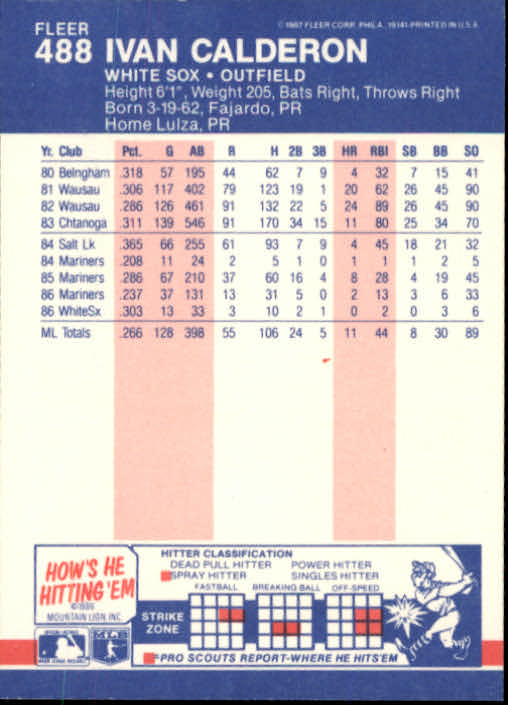 FLEER
488 IVAN CALDERON
© 1987 FLEER CORP. PHILA. 19141-PRINTED IN U.S.A.
WHITE SOX • OUTFIELD
Height 6'1", Weight 205, Bats Right, Throws Right
Born 3-19-62, Fajardo, PR
Home Lulza, PR
Yr. Club Pct. G AB R H 2B 3B HR RBI SB BB SO
80 Belngham .318 57 195 44 62 7 9 4 32 7 15 41
81 Wausau .306 117 402 79 123 19 1 20 62 26 45 90
82 Wausau .286 126 461 91 132 22 5 24 89 26 45 90
83 Chtanoga .311 139 546 91 170 34 15 11 80 25 34 70
84 Salt Lk .365 66 255 61 93 7 9 4 45 18 21 32
84 Mariners .208 11 24 2 5 1 0 1 1 1 2 5
85 Mariners .286 67 210 37 60 16 4 8 28 4 19 45
86 Mariners .237 37 131 13 31 5 0 2 13 3 6 33
86 WhiteSx .303 13 33 3 10 2 1 0 2 0 3 6
ML Totals .266 128 398 55 106 24 5 11 44 8 30 89
HOW'S HE
HITTING 'EM
©1986
MOUNTAIN LION, INC.
HITTER CLASSIFICATION
DEAD PULL HITTER POWER HITTER
SPRAY HITTER SINGLES HITTER
FASTBALL BREAKING BALL OFF-SPEED
STRIKE
ZONE
=PRO SCOUTS REPORT-WHERE HE HITS'EM